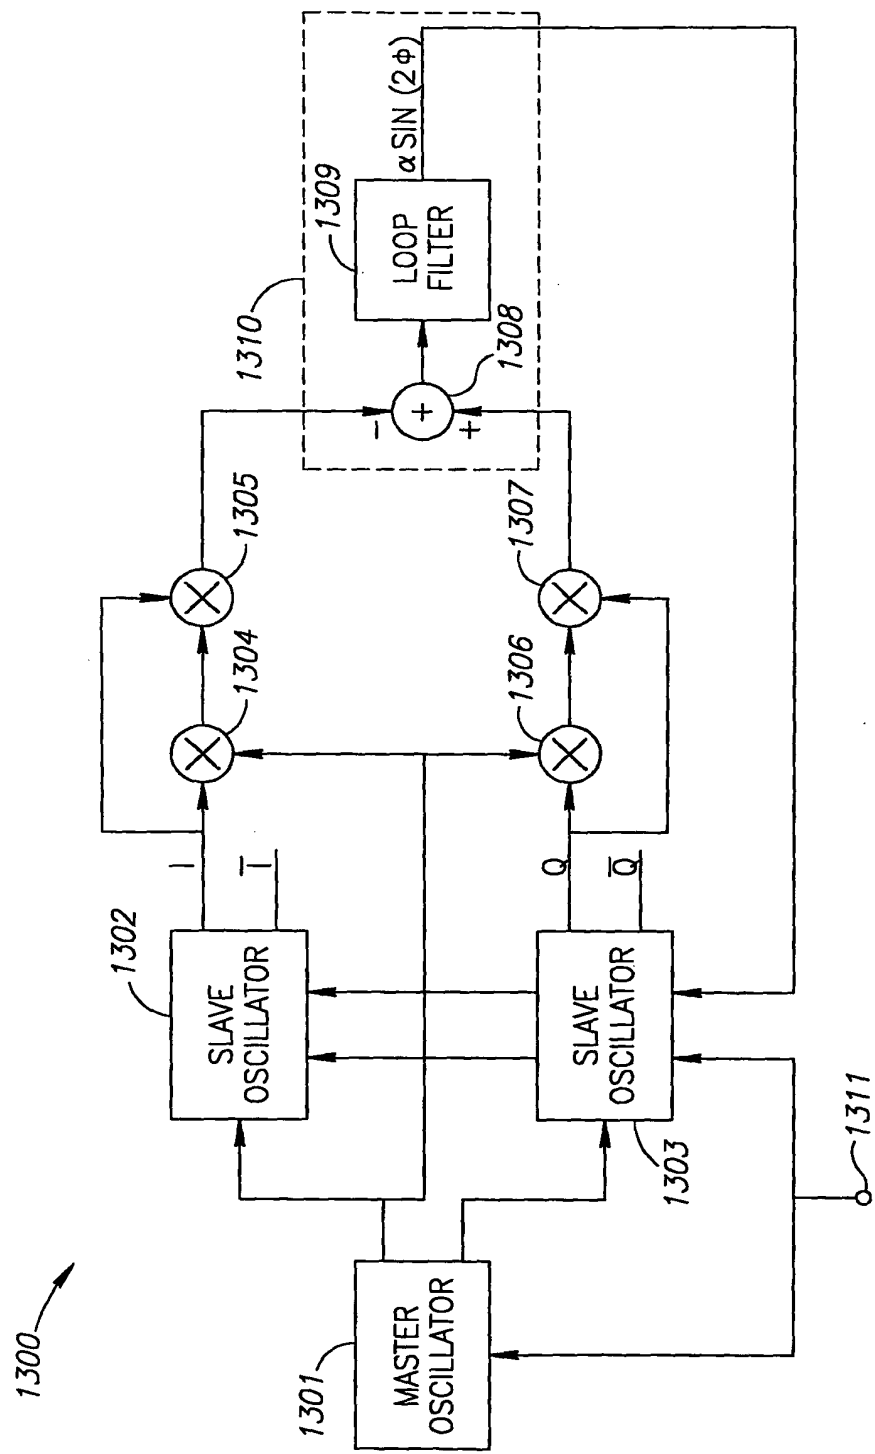 1300
1301
MASTER
OSCILLATOR
1302
SLAVE
OSCILLATOR
I
I̅
1303
SLAVE
OSCILLATOR
Q
Q̅
1304
1305
1306
1307
1308
+
−
+
1309
LOOP
FILTER
1310
α SIN (2ϕ)
1311